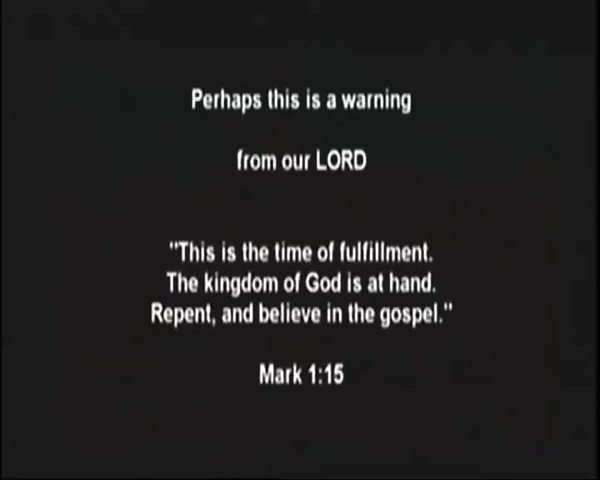 Perhaps this is a warning
from our LORD
"This is the time of fulfillment.
The kingdom of God is at hand.
Repent, and believe in the gospel."
Mark 1:15